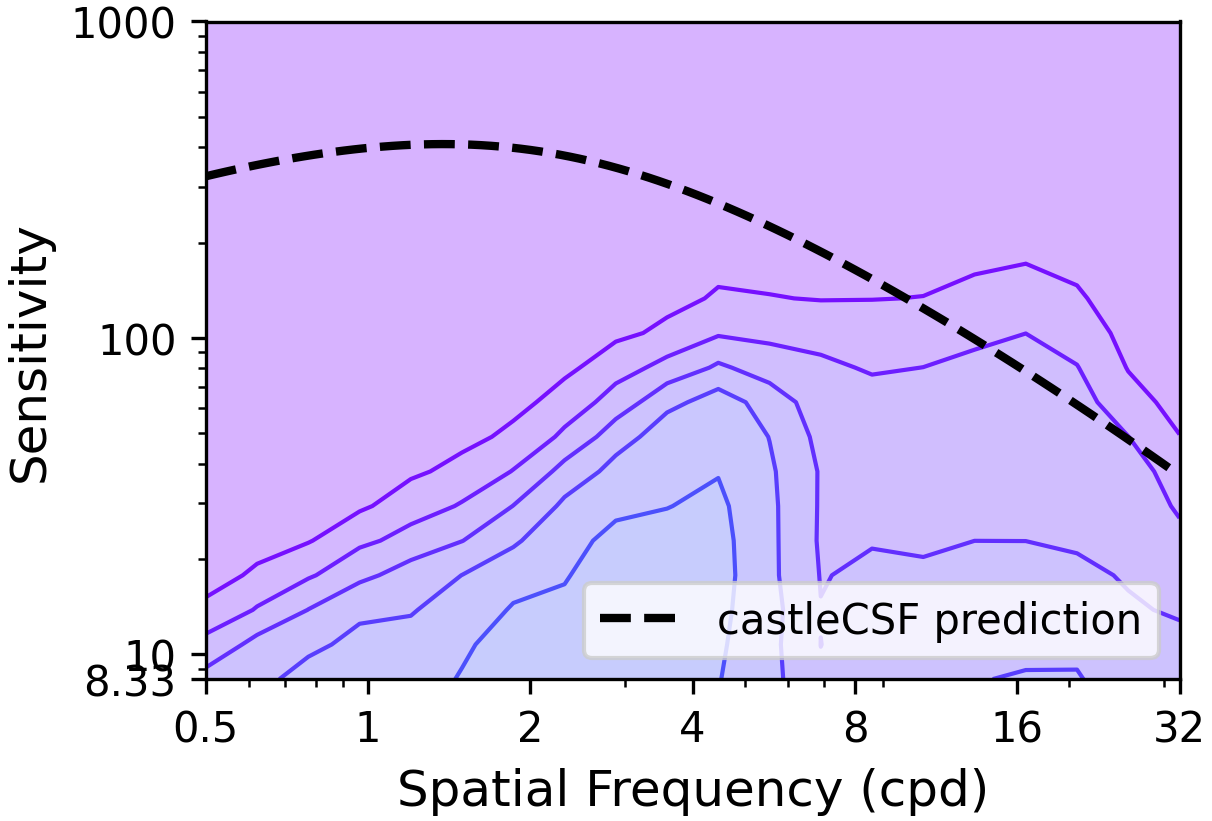 1000
100
10
8.33
Sensitivity
castleCSF prediction
0.5 1 2 4 8 16 32
Spatial Frequency (cpd)